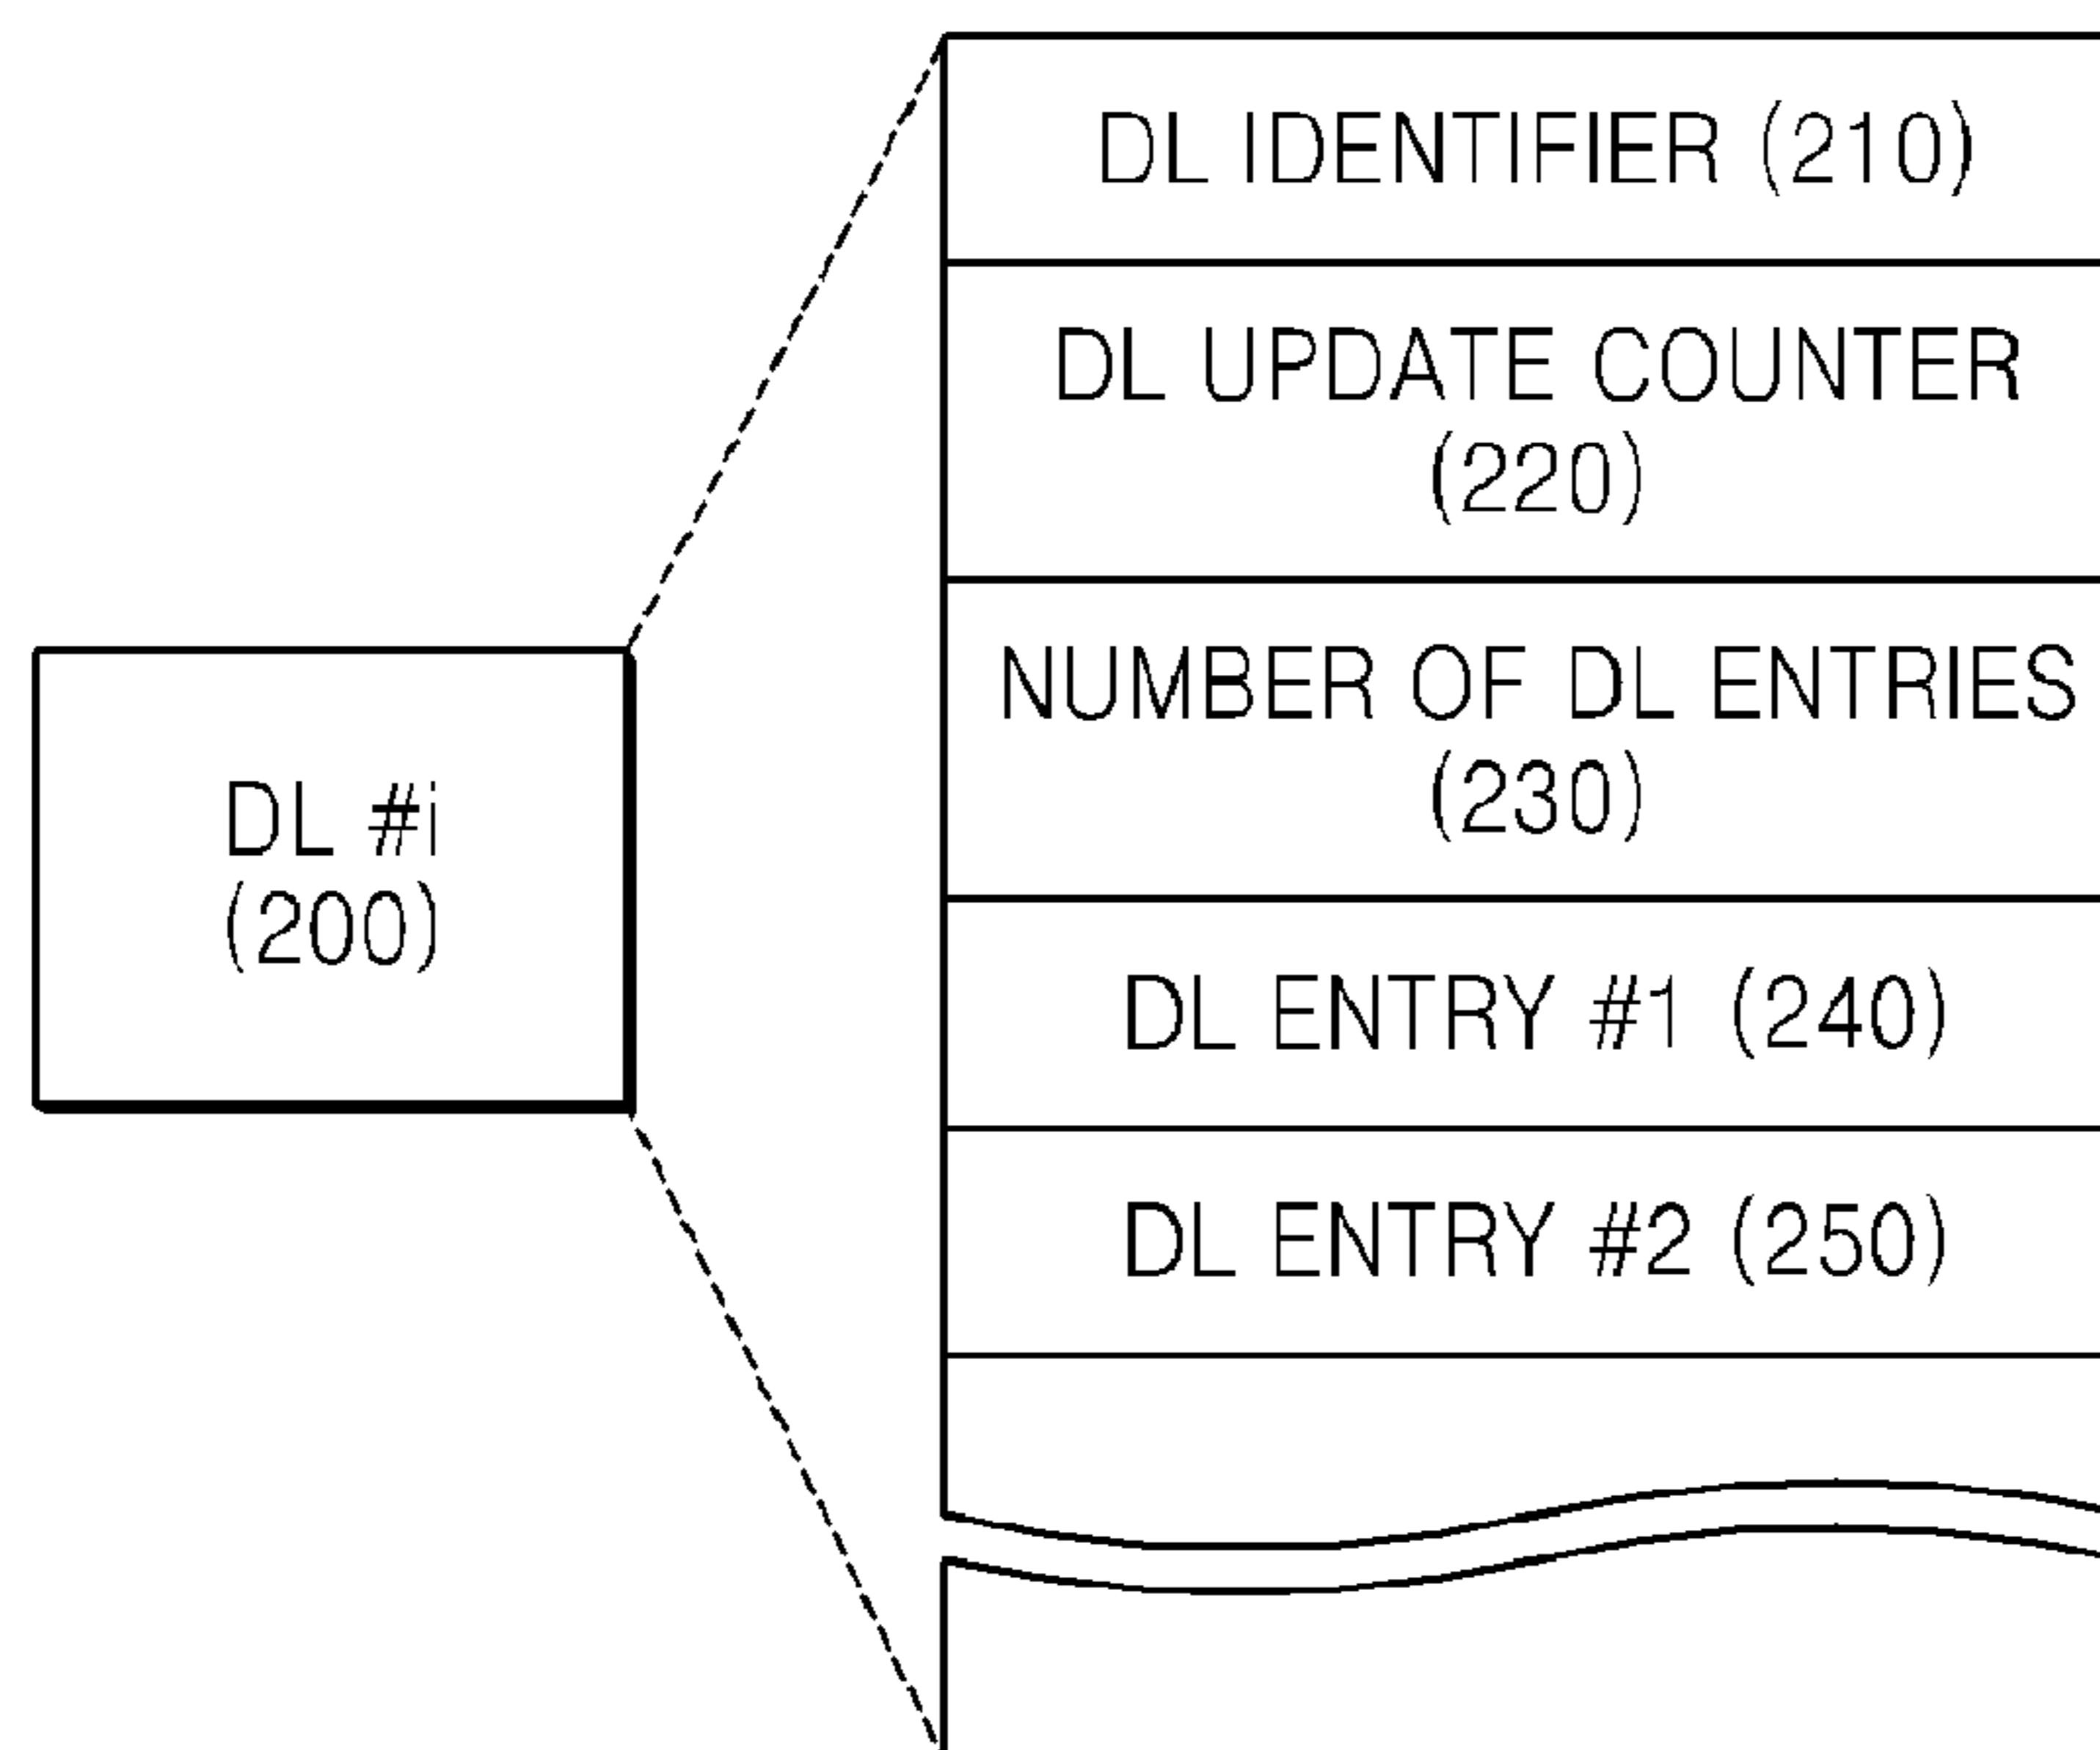 DL #i
(200)
DL IDENTIFIER (210)
DL UPDATE COUNTER
(220)
NUMBER OF DL ENTRIES
(230)
DL ENTRY #1 (240)
DL ENTRY #2 (250)